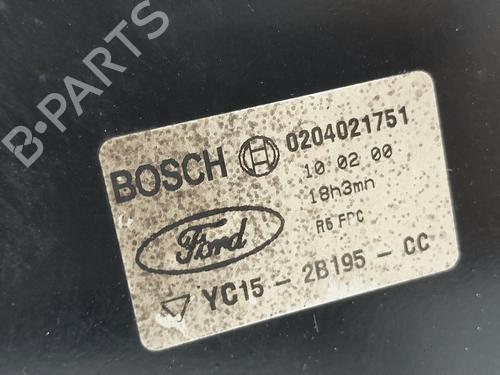 B-PARTS
BOSCH 0204021751
10 02 00
18h3mn
R5 FPC
Ford
YC15 - 2B195 - CC